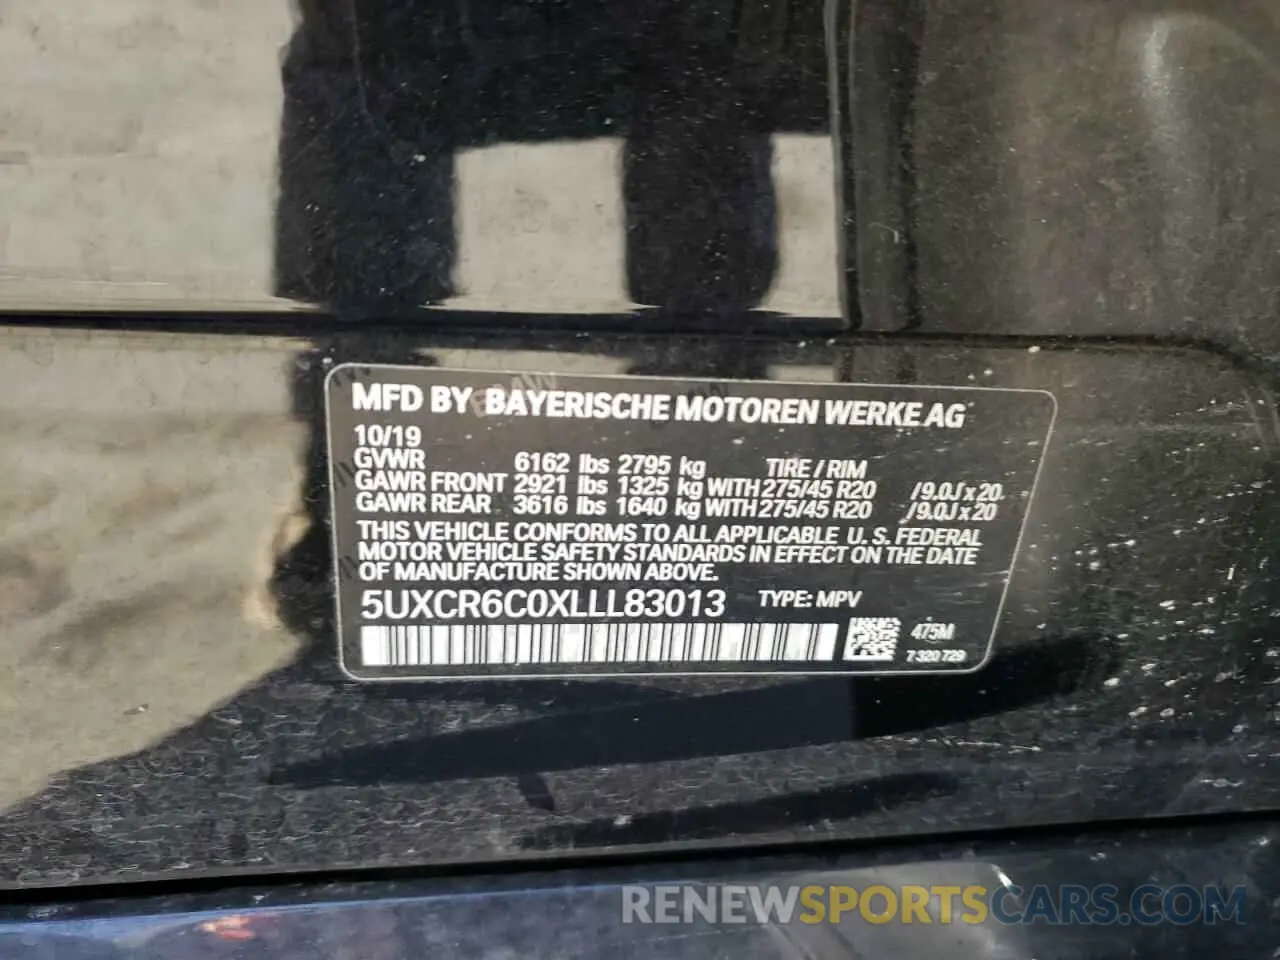 MFD BY BAYERISCHE MOTOREN WERKE AG
10/19
GVWR 6162 lbs 2795 kg TIRE / RIM
GAWR FRONT 2921 lbs 1325 kg WITH 275/45 R20 /9.0J x 20
GAWR REAR 3616 lbs 1640 kg WITH 275/45 R20 /9.0J x 20
THIS VEHICLE CONFORMS TO ALL APPLICABLE U. S. FEDERAL
MOTOR VEHICLE SAFETY STANDARDS IN EFFECT ON THE DATE
OF MANUFACTURE SHOWN ABOVE.
5UXCR6C0XLLL83013 TYPE: MPV
475M
7 320 729
RENEWSPORTSCARS.COM